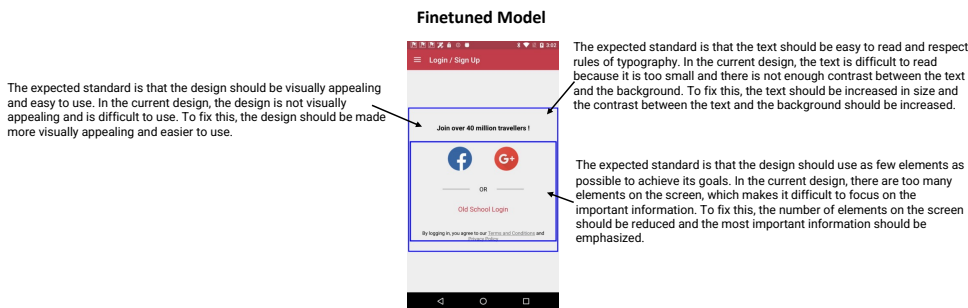 Finetuned Model
The expected standard is that the design should be visually appealing
and easy to use. In the current design, the design is not visually
appealing and is difficult to use. To fix this, the design should be made
more visually appealing and easier to use.
3:02
Login / Sign Up
Join over 40 million travellers !
G+
OR
Old School Login
By logging in, you agree to our Terms and Conditions and
Privacy Policy
The expected standard is that the text should be easy to read and respect
rules of typography. In the current design, the text is difficult to read
because it is too small and there is not enough contrast between the text
and the background. To fix this, the text should be increased in size and
the contrast between the text and the background should be increased.
The expected standard is that the design should use as few elements as
possible to achieve its goals. In the current design, there are too many
elements on the screen, which makes it difficult to focus on the
important information. To fix this, the number of elements on the screen
should be reduced and the most important information should be
emphasized.